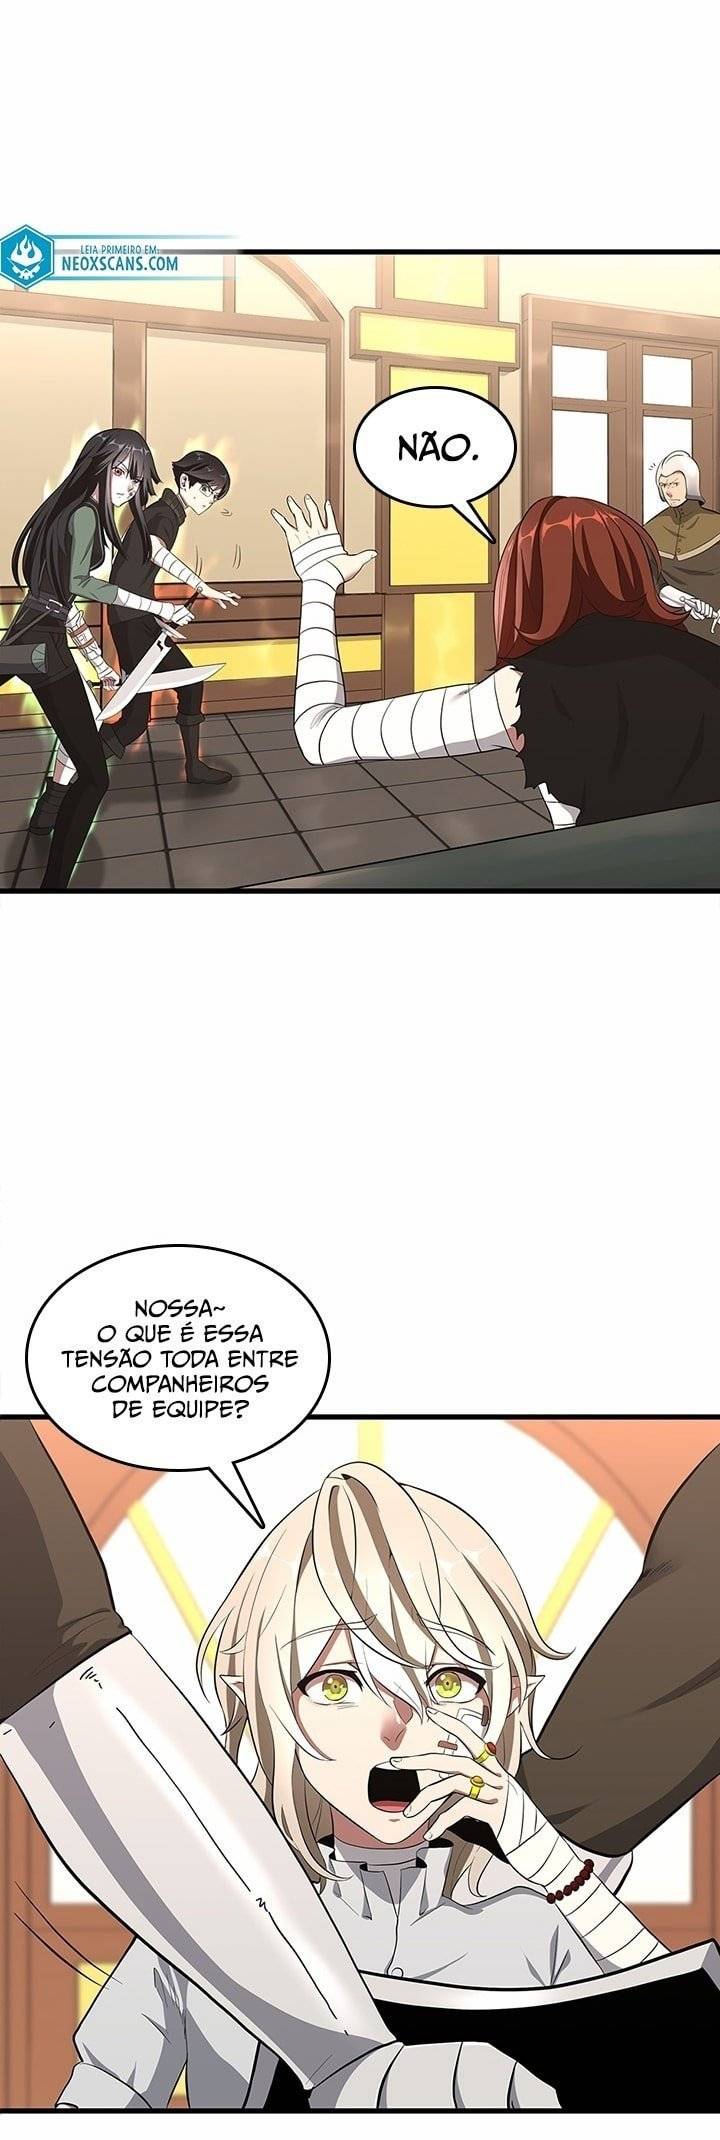 LEIA PRIMEIRO EM:
NEOXSCANS.COM
NÃO.
NOSSA~
O QUE É ESSA
TENSÃO TODA ENTRE
COMPANHEIROS
DE EQUIPE?